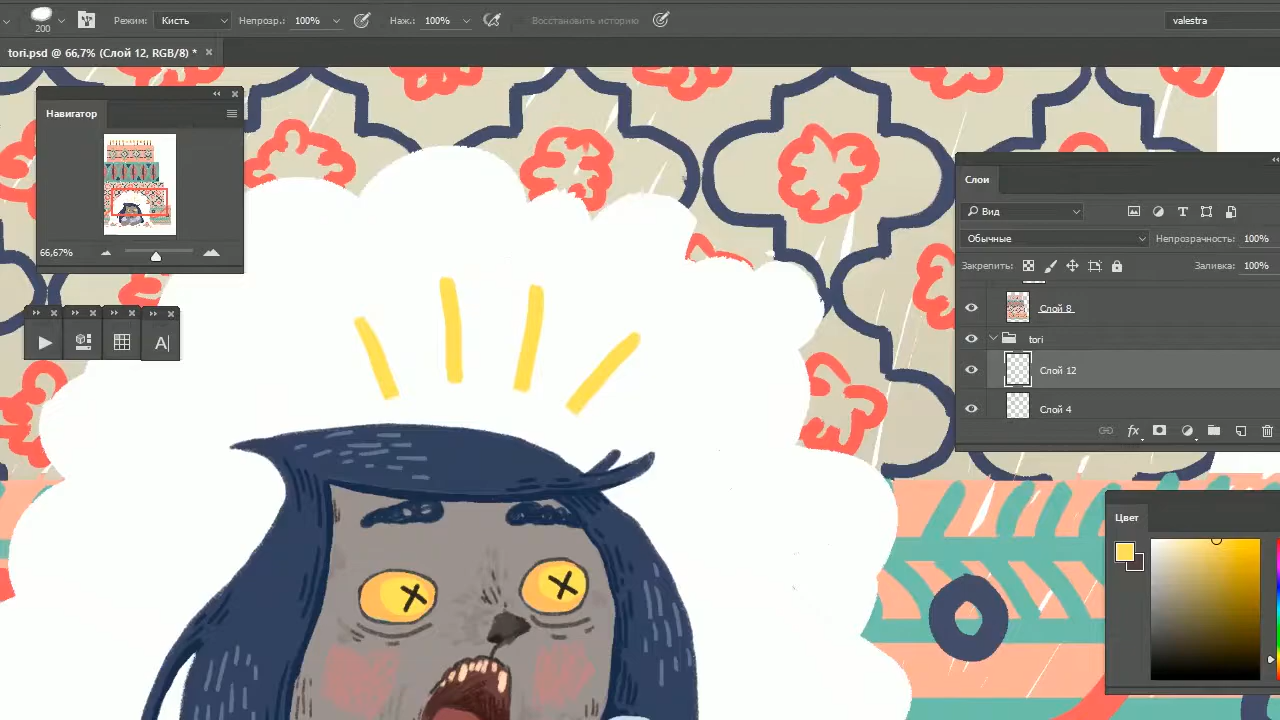 200
Режим: Кисть
Непрозр.: 100%
Наж.: 100%
Восстановить историю
valestra
tori.psd @ 66,7% (Слой 12, RGB/8) *
Навигатор
66,67%
A
Слои
Вид
T
Обычные
Непрозрачность: 100%
Закрепить:
Заливка: 100%
Слой 8
tori
Слой 12
Слой 4
fx
Цвет